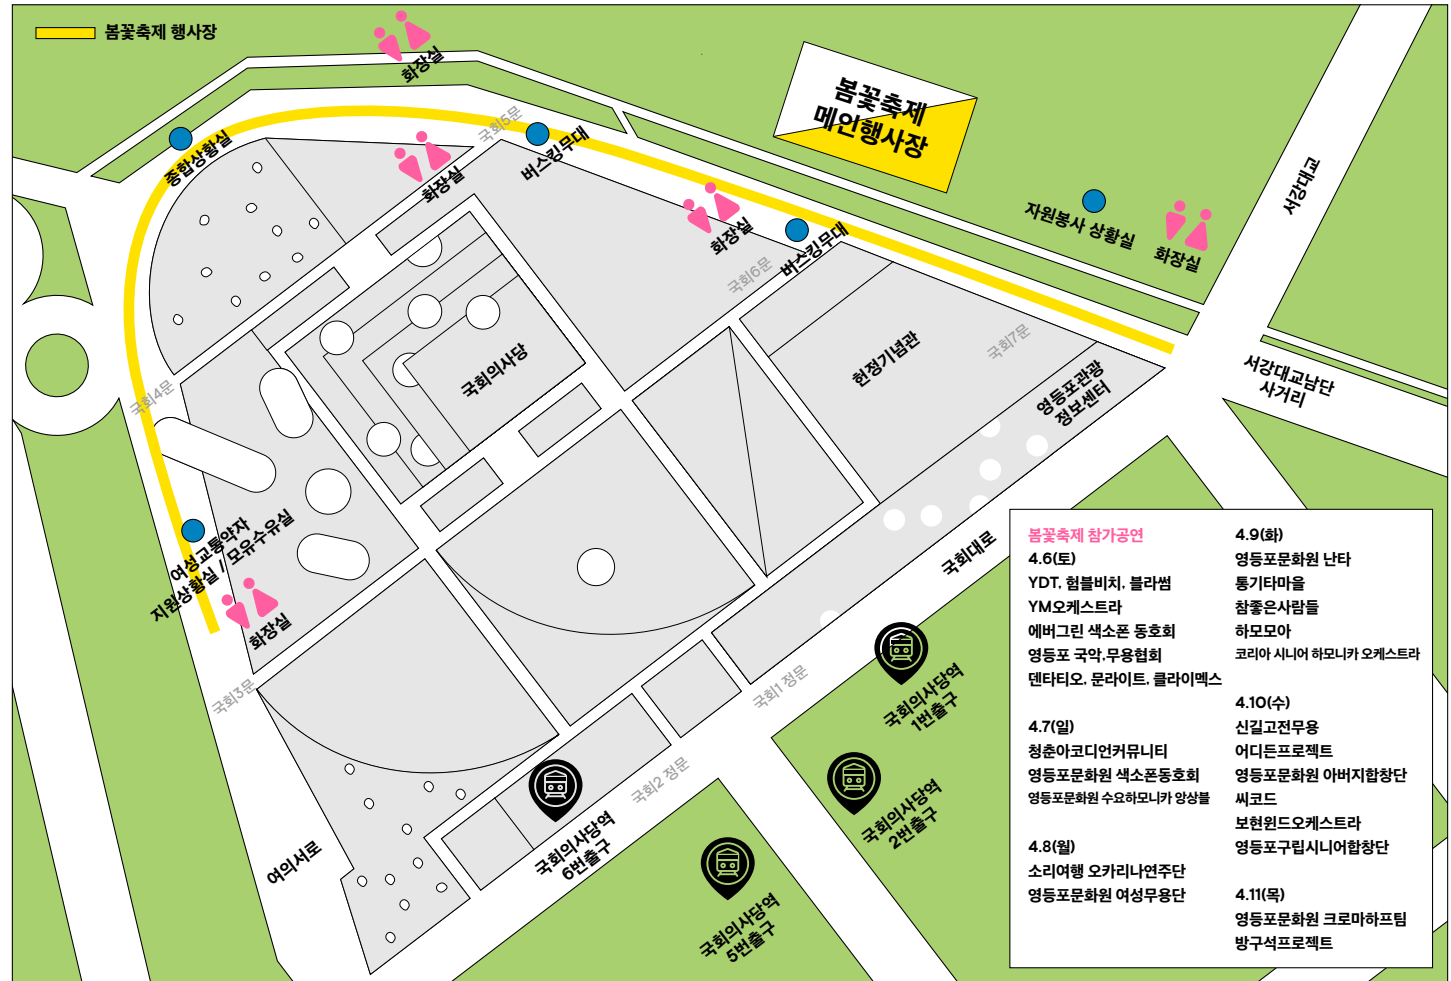 봄꽃축제 행사장
화장실
봄꽃축제
메인행사장
종합상황실
국회5문
버스킹무대
화장실
서강대교
자원봉사 상황실
화장실
화장실
버스킹무대
국회6문
국회7문
헌정기념관
국회의사당
영등포관광
정보센터
서강대교남단
사거리
국회4문
여성교통약자
지원상황실 / 모유수유실
화장실
국회대로
국회3문
국회1 정문
국회2 정문
국회의사당역
1번출구
국회의사당역
2번출구
국회의사당역
6번출구
국회의사당역
5번출구
여의서로
봄꽃축제 참가공연
4.6(토)
YDT, 험블비치, 블라썸
YM오케스트라
에버그린 색소폰 동호회
영등포 국악,무용협회
덴타티오, 문라이트, 클라이멕스
4.7(일)
청춘아코디언커뮤니티
영등포문화원 색소폰동호회
영등포문화원 수요하모니카 앙상블
4.8(월)
소리여행 오카리나연주단
영등포문화원 여성무용단
4.9(화)
영등포문화원 난타
통기타마을
참좋은사람들
하모모아
코리아 시니어 하모니카 오케스트라
4.10(수)
신길고전무용
어디든프로젝트
영등포문화원 아버지합창단
씨코드
보현윈드오케스트라
영등포구립시니어합창단
4.11(목)
영등포문화원 크로마하프팀
방구석프로젝트